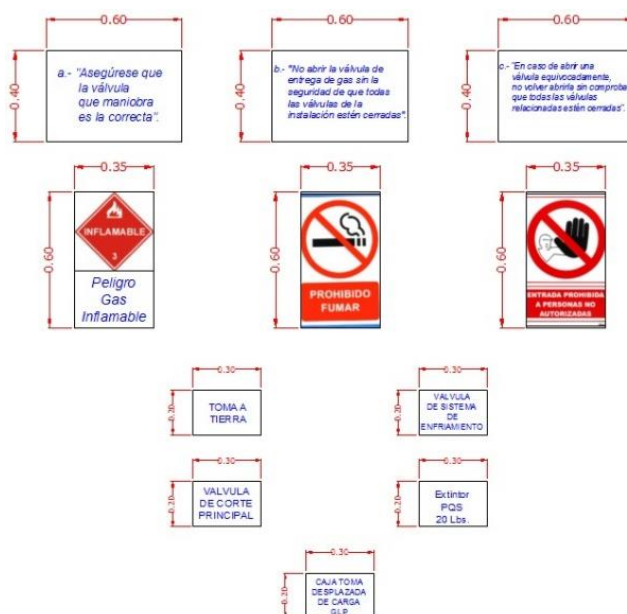 0.60
0.60
0.60
0.40
a.- "Asegúrese que
la válvula
que maniobra
es la correcta".
0.40
b.- "No abrir la válvula de
entrega de gas sin la
seguridad de que todas
las válvulas de la
instalación estén cerradas".
0.40
c.- "En caso de abrir una
válvula equivocadamente,
no volver abrirla sin comprobar
que todas las válvulas
relacionadas estén cerradas".
0.35
0.35
0.35
0.60
INFLAMABLE
3
Peligro
Gas
Inflamable
0.60
PROHIBIDO
FUMAR
0.60
ENTRADA PROHIBIDA
A PERSONAS NO
AUTORIZADAS
0.30
0.30
0.20
TOMA A
TIERRA
0.20
VALVULA
DE SISTEMA
DE
ENFRIAMIENTO
0.30
0.30
0.20
VALVULA
DE CORTE
PRINCIPAL
0.20
Extintor
PQS
20 Lbs.
0.30
0.20
CAJA TOMA
DESPLAZADA
DE CARGA
GLP